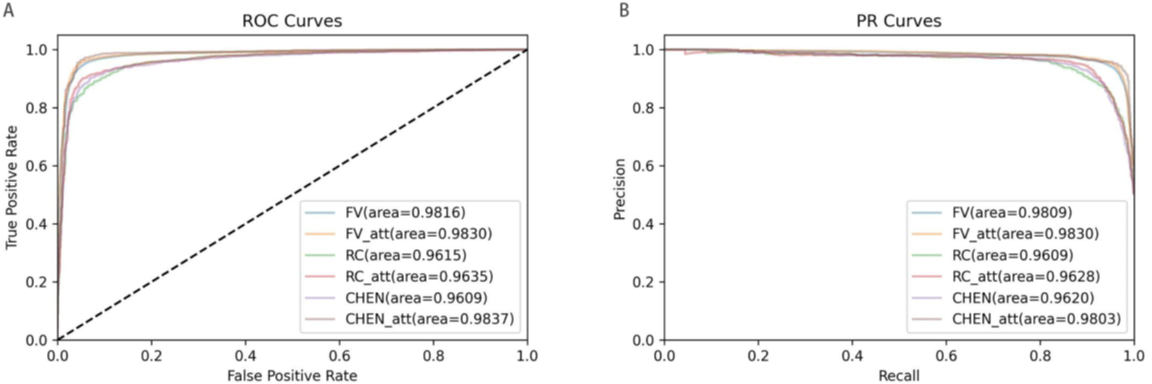 A
ROC Curves
True Positive Rate
1.0
0.8
0.6
0.4
0.2
0.0
FV(area=0.9816)
FV_att(area=0.9830)
RC(area=0.9615)
RC_att(area=0.9635)
CHEN(area=0.9609)
CHEN_att(area=0.9837)
0.0 0.2 0.4 0.6 0.8 1.0
False Positive Rate
B
PR Curves
Precision
1.0
0.8
0.6
0.4
0.2
0.0
FV(area=0.9809)
FV_att(area=0.9830)
RC(area=0.9609)
RC_att(area=0.9628)
CHEN(area=0.9620)
CHEN_att(area=0.9803)
0.0 0.2 0.4 0.6 0.8 1.0
Recall